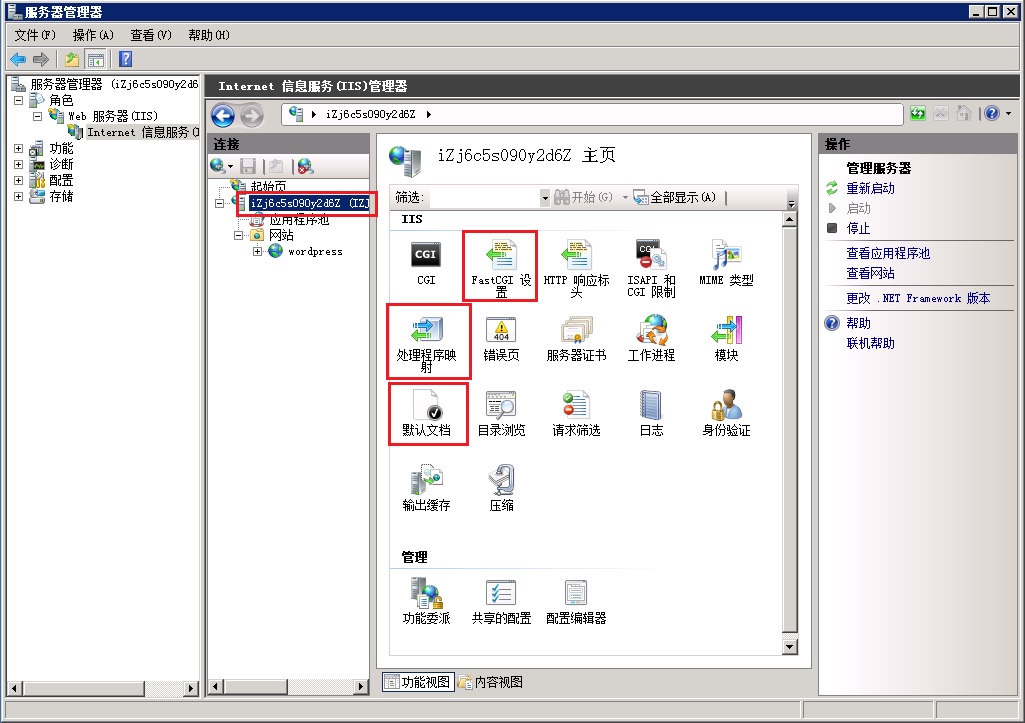 服务器管理器
文件(F) 操作(A) 查看(V) 帮助(H)
服务器管理器 (iZj6c5s090y2d6
角色
Web 服务器(IIS)
Internet 信息服务(I
功能
诊断
配置
存储
Internet 信息服务(IIS)管理器
iZj6c5s090y2d6Z
连接
起始页
iZj6c5s090y2d6Z (IZJ
应用程序池
网站
wordpress
iZj6c5s090y2d6Z 主页
筛选: 开始(G) 全部显示(A)
IIS
CGI
CGI
FastCGI 设
置
HTTP 响应标
头
CGI
ISAPI 和
CGI 限制
MIME 类型
处理程序映
射
404
错误页
服务器证书
工作进程
模块
默认文档
目录浏览
请求筛选
日志
身份验证
输出缓存
压缩
管理
功能委派
共享的配置
配置编辑器
功能视图
内容视图
操作
管理服务器
重新启动
启动
停止
查看应用程序池
查看网站
更改 .NET Framework 版本
帮助
联机帮助